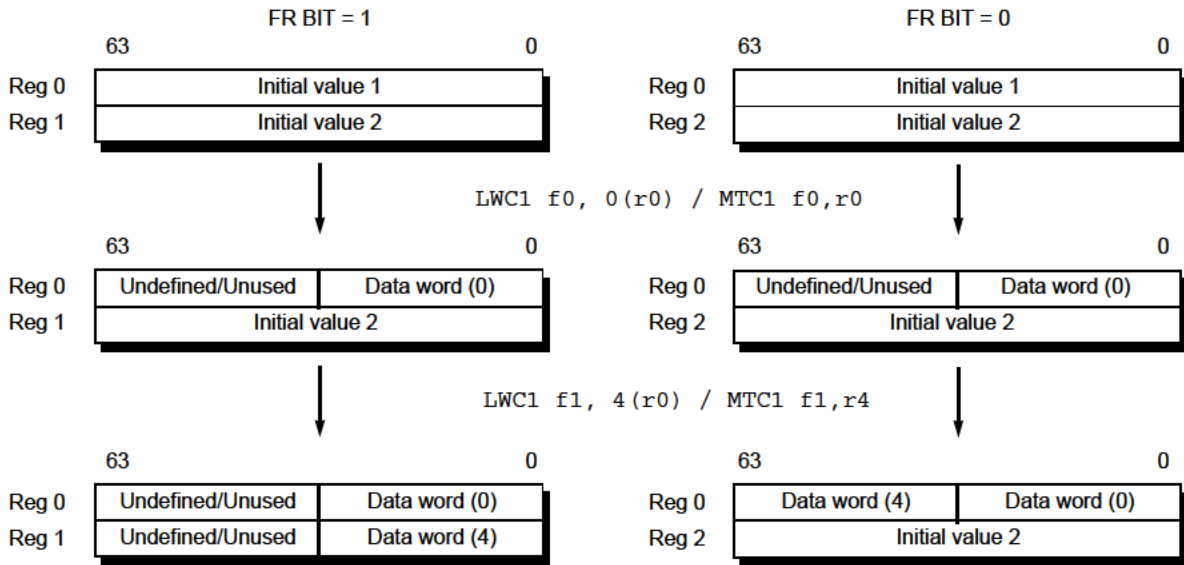 FR BIT = 1 FR BIT = 0
63 0 63 0
Reg 0 Initial value 1 Reg 0 Initial value 1
Reg 1 Initial value 2 Reg 2 Initial value 2
LWC1 f0, 0(r0) / MTC1 f0,r0
63 0 63 0
Reg 0 Undefined/Unused Data word (0) Reg 0 Undefined/Unused Data word (0)
Reg 1 Initial value 2 Reg 2 Initial value 2
LWC1 f1, 4(r0) / MTC1 f1,r4
63 0 63 0
Reg 0 Undefined/Unused Data word (0) Reg 0 Data word (4) Data word (0)
Reg 1 Undefined/Unused Data word (4) Reg 2 Initial value 2